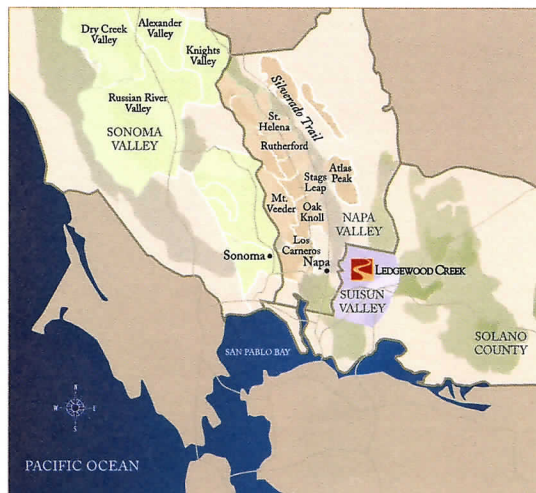 Dry Creek
Valley
Alexander
Valley
Knights
Valley
Russian River
Valley
SONOMA
VALLEY
Silverado Trail
St.
Helena
Rutherford
Stags
Leap
Atlas
Peak
Mt.
Veeder
Oak
Knoll
NAPA
VALLEY
Los
Carneros
Sonoma
Napa
LEDGEWOOD CREEK
SUISUN
VALLEY
SOLANO
COUNTY
SAN PABLO BAY
N
W
E
S
PACIFIC OCEAN